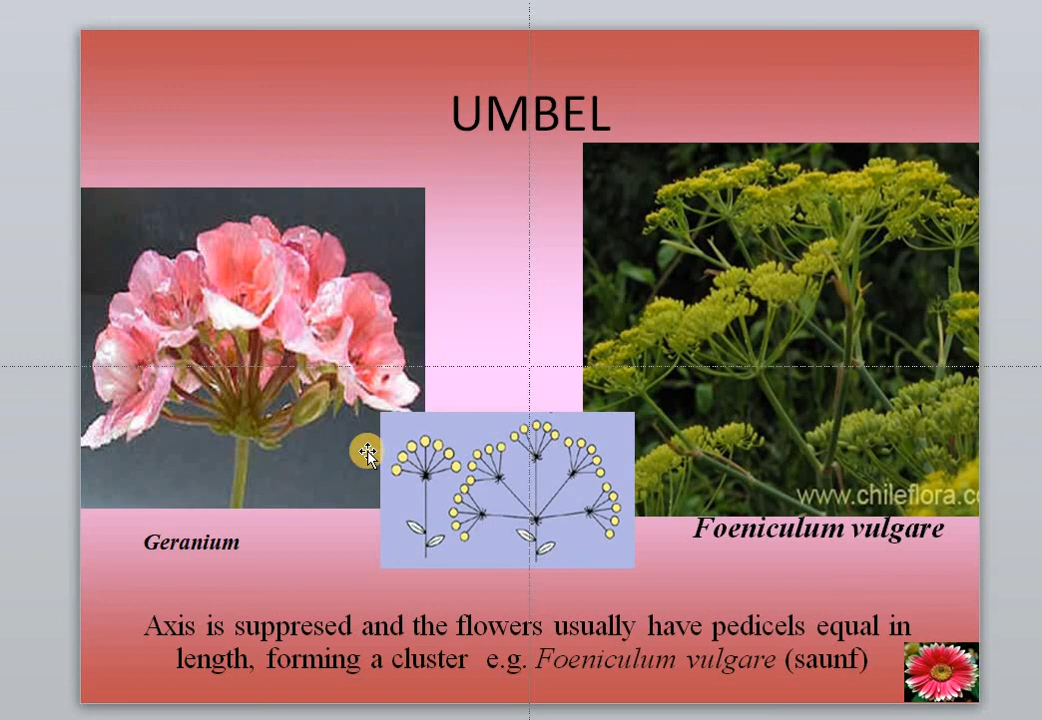 UMBEL
www.chileflora.c
Geranium
Foeniculum vulgare
Axis is suppresed and the flowers usually have pedicels equal in
length, forming a cluster e.g. Foeniculum vulgare (saunf)